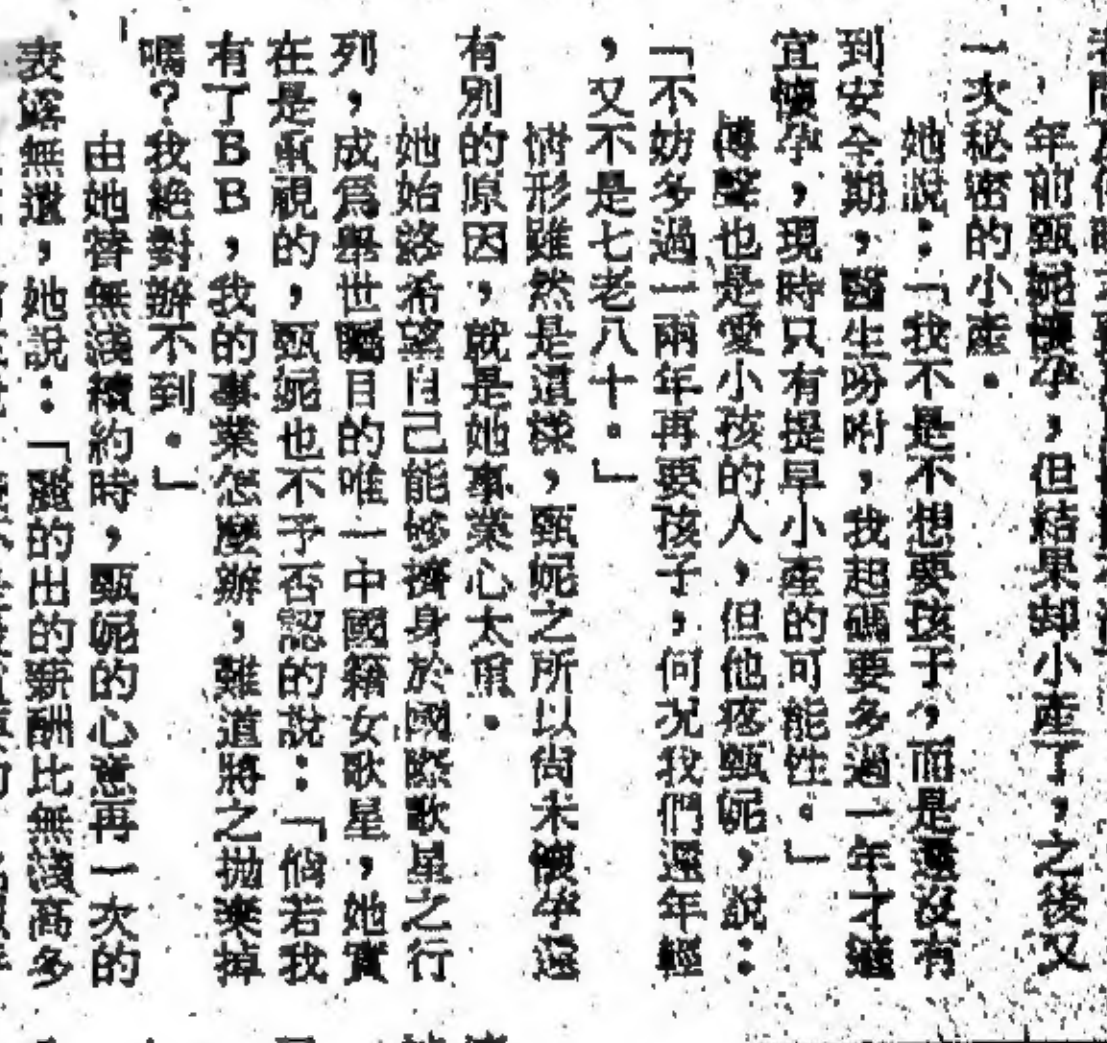 年前甄妮懷孕,但結果却小產了,之後又
一次秘密的小產。
她說:「我不是不想要孩子,而是還沒有
到安全期,醫生吩咐,我起碼要多過一年才適
宜懷孕,現時只有提早小產的可能性。」
傅聲也是愛小孩的人,但他疼甄妮,說:
「不妨多過一兩年再要孩子,何况我們還年輕
,又不是七老八十。」
情形雖然是這樣,甄妮之所以尙未懷孕還
有別的原因,就是她事業心太重。
她始終希望自己能够擠身於國際歌星之行
列,成爲舉世矚目的唯一中國籍女歌星,她實
在是重視的,甄妮也不予否認的說:「倘若我
有了BB,我的事業怎麼辦,難道將之抛棄掉
嗎?我絕對辦不到。」
由她替無淺續約時,甄妮的心意再一次的
表露無遺,她說:「麗的出的薪酬比無淺高多